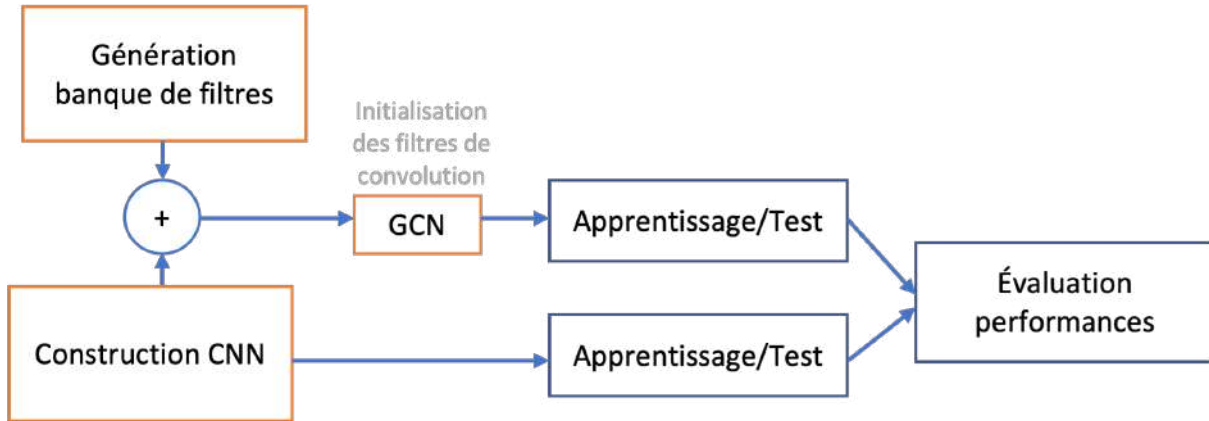 Génération
banque de filtres
Initialisation
des filtres de
convolution
+
GCN
Apprentissage/Test
Évaluation
performances
Construction CNN
Apprentissage/Test